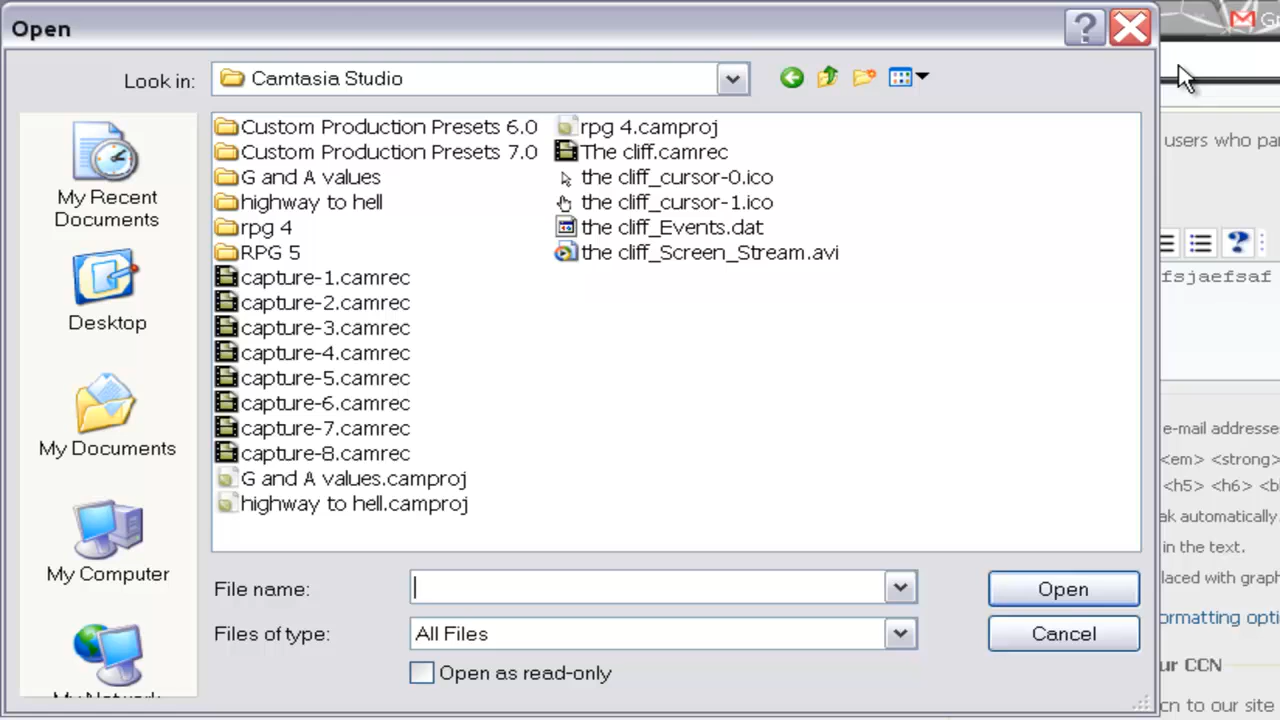 Open
Look in:
Camtasia Studio
My Recent
Documents
Desktop
My Documents
My Computer
My Network
Custom Production Presets 6.0
Custom Production Presets 7.0
G and A values
highway to hell
rpg 4
RPG 5
capture-1.camrec
capture-2.camrec
capture-3.camrec
capture-4.camrec
capture-5.camrec
capture-6.camrec
capture-7.camrec
capture-8.camrec
G and A values.camproj
highway to hell.camproj
rpg 4.camproj
The cliff.camrec
the cliff_cursor-0.ico
the cliff_cursor-1.ico
the cliff_Events.dat
the cliff_Screen_Stream.avi
File name:
Open
Files of type:
All Files
Cancel
Open as read-only
users who pa
fsjaefsaf
e-mail addresse
<em> <strong>
<h5> <h6> <b
ak automatically.
in the text.
laced with graph
ormatting opti
ur CCN
cn to our site